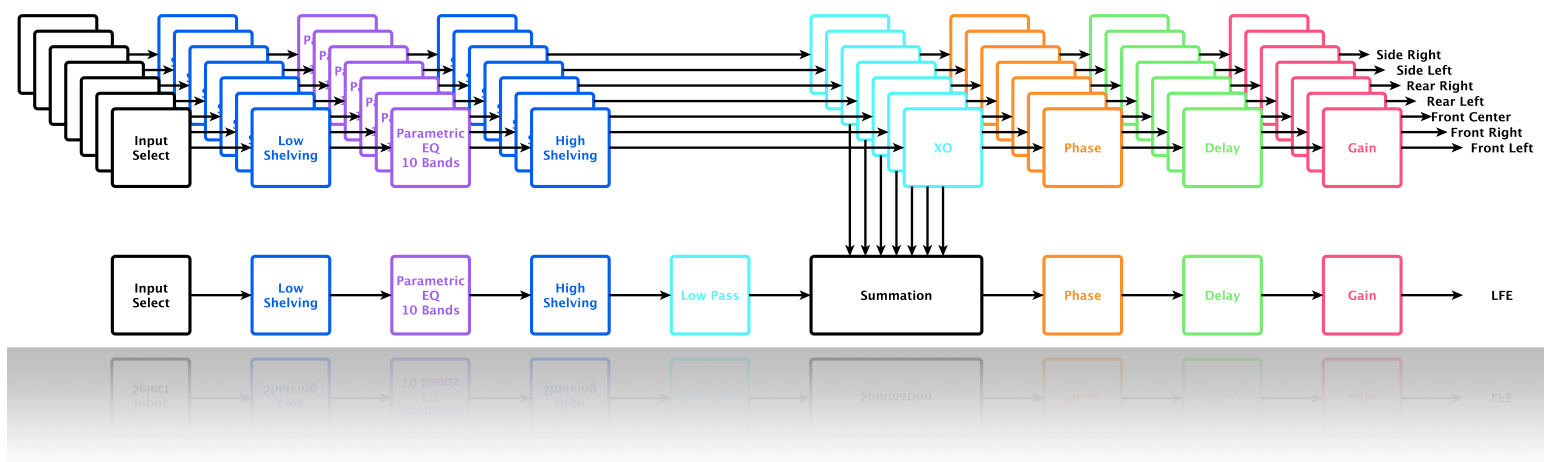 Side Right
Side Left
Rear Right
Rear Left
Front Center
Front Right
Front Left
Input
Select
Low
Shelving
Parametric
EQ
10 Bands
High
Shelving
XO
Phase
Delay
Gain
Input
Select
Low
Shelving
Parametric
EQ
10 Bands
High
Shelving
Low Pass
Summation
Phase
Delay
Gain
LFE